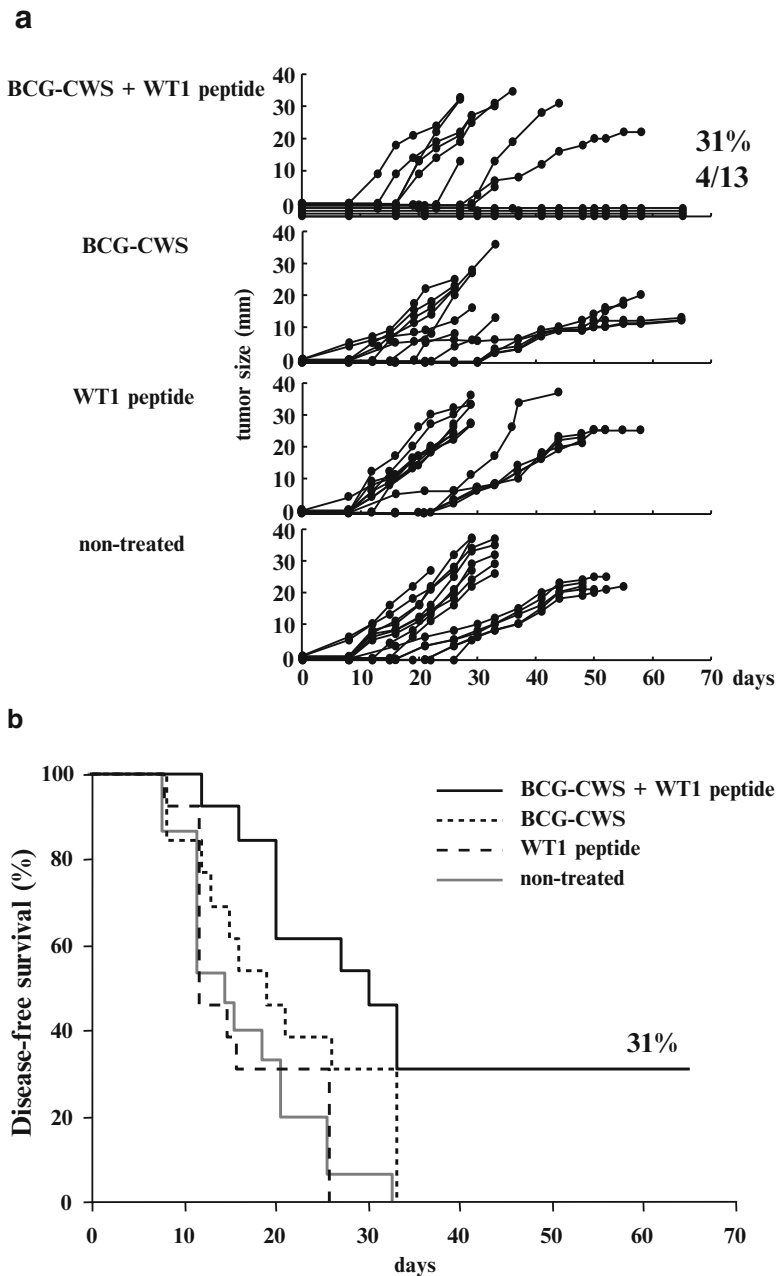 a
BCG-CWS + WT1 peptide
40
30
20
10
0
31%
4/13
BCG-CWS
40
30
20
10
0
tumor size (mm)
WT1 peptide
40
30
20
10
0
non-treated
40
30
20
10
0
0 10 20 30 40 50 60 70 days
b
Disease-free survival (%)
100
80
60
40
20
0
BCG-CWS + WT1 peptide
BCG-CWS
WT1 peptide
non-treated
31%
0 10 20 30 40 50 60 70
days